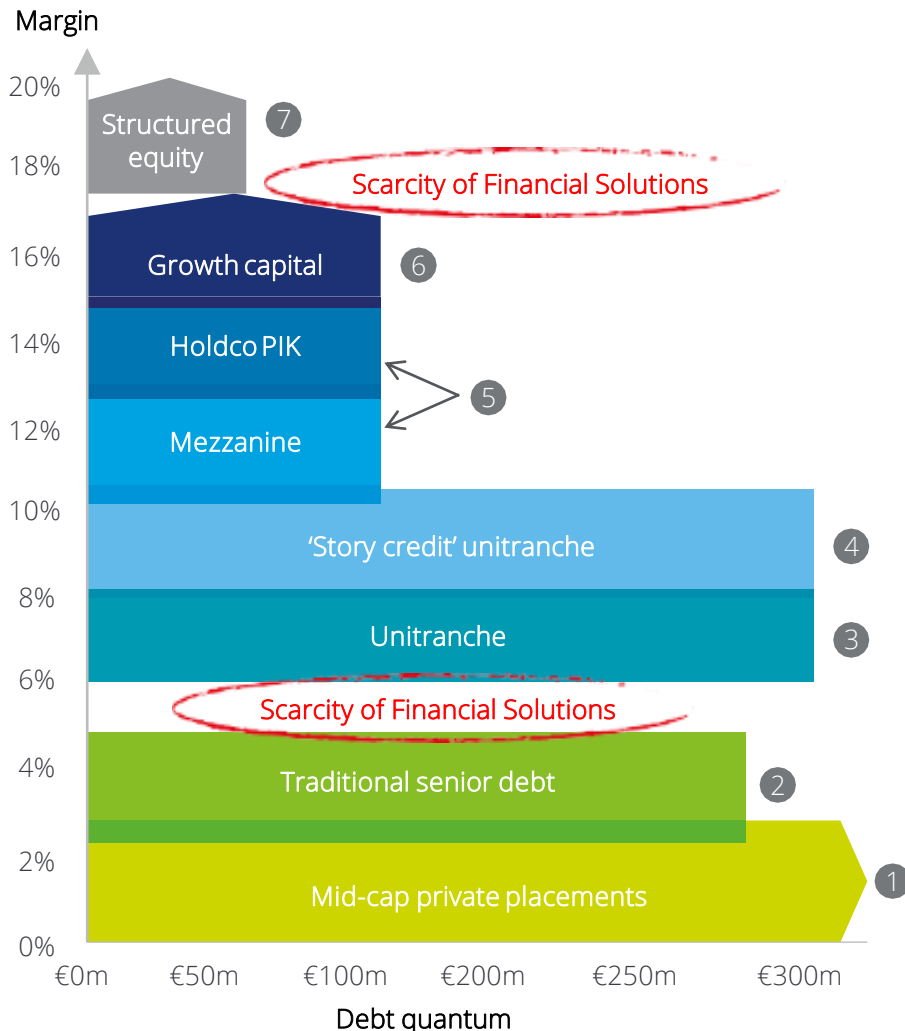 Margin
20%
Structured
equity
7
18%
Scarcity of Financial Solutions
16%
Growth capital
6
14%
Holdco PIK
5
12%
Mezzanine
10%
‘Story credit’ unitranche
4
8%
Unitranche
3
6%
Scarcity of Financial Solutions
4%
Traditional senior debt
2
2%
Mid-cap private placements
1
0%
€0m €50m €100m €200m €250m €300m
Debt quantum